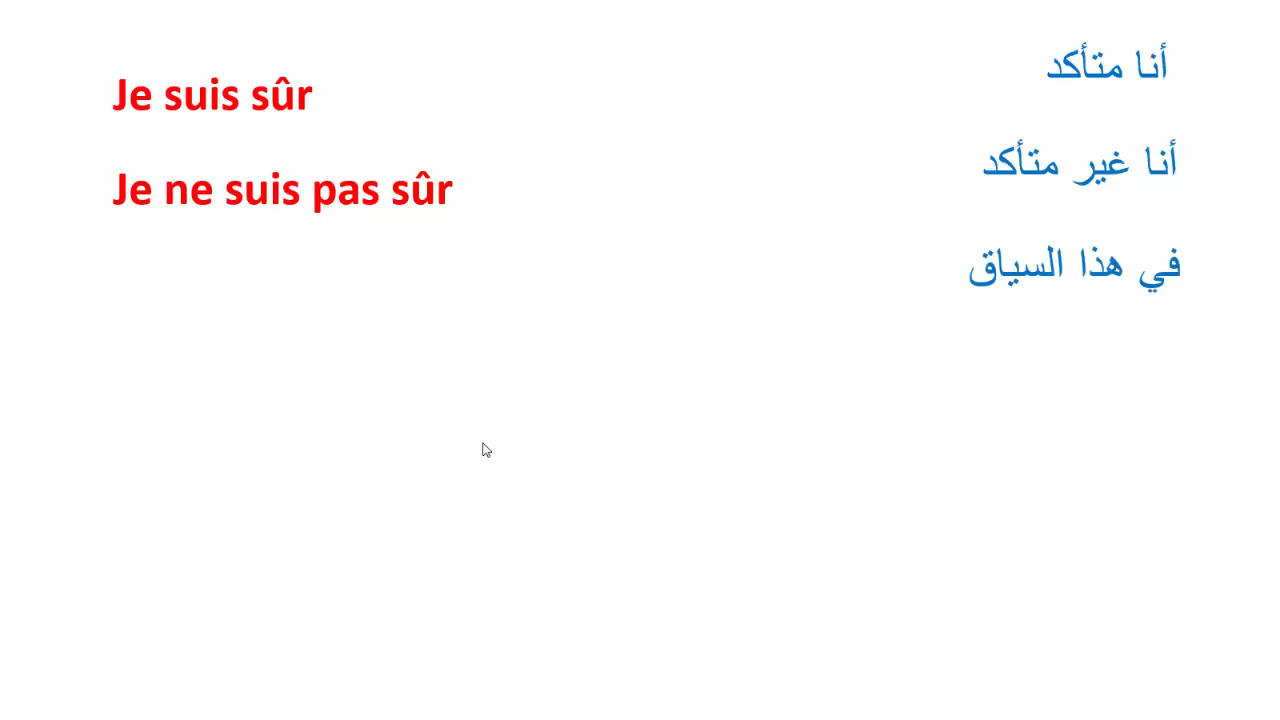 Je suis sûr
أنا متأكد
Je ne suis pas sûr
أنا غير متأكد
في هذا السياق